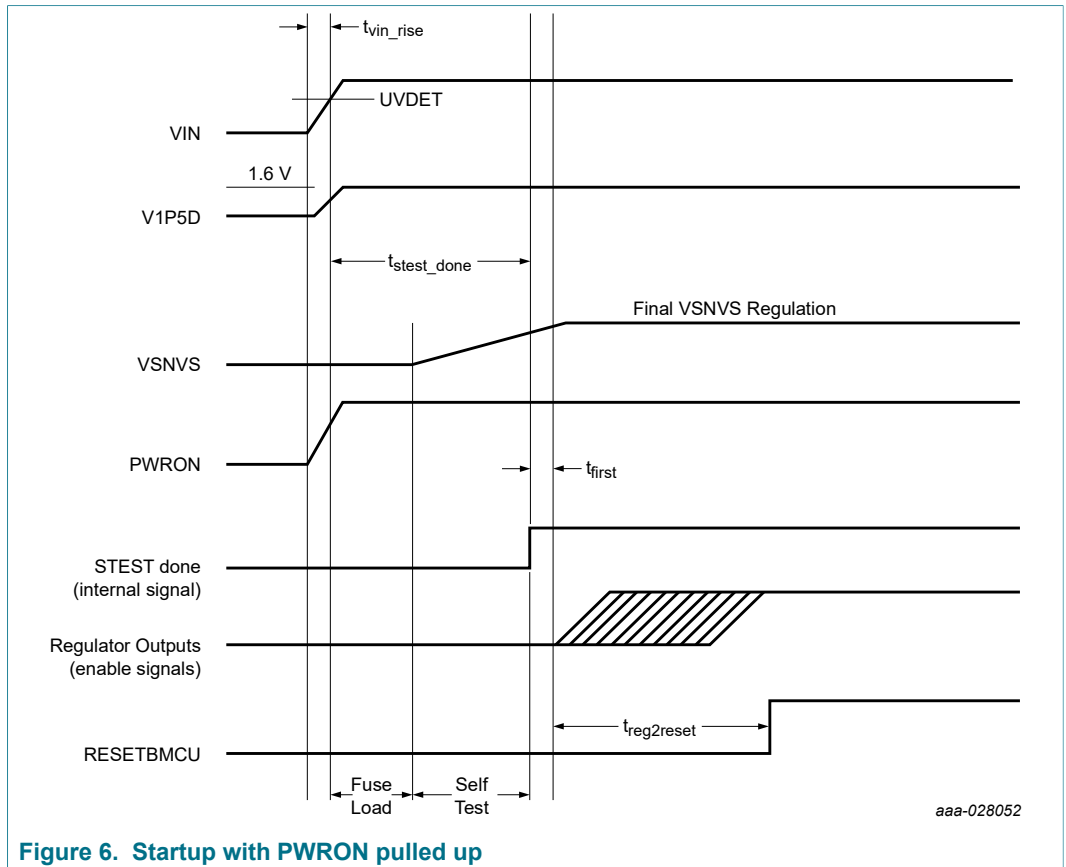 tvin_rise
UVDET
VIN
1.6 V
V1P5D
tstest_done
Final VSNVS Regulation
VSNVS
PWRON
tfirst
STEST done
(internal signal)
Regulator Outputs
(enable signals)
treg2reset
RESETBMCU
Fuse
Load
Self
Test
aaa-028052
Figure 6. Startup with PWRON pulled up